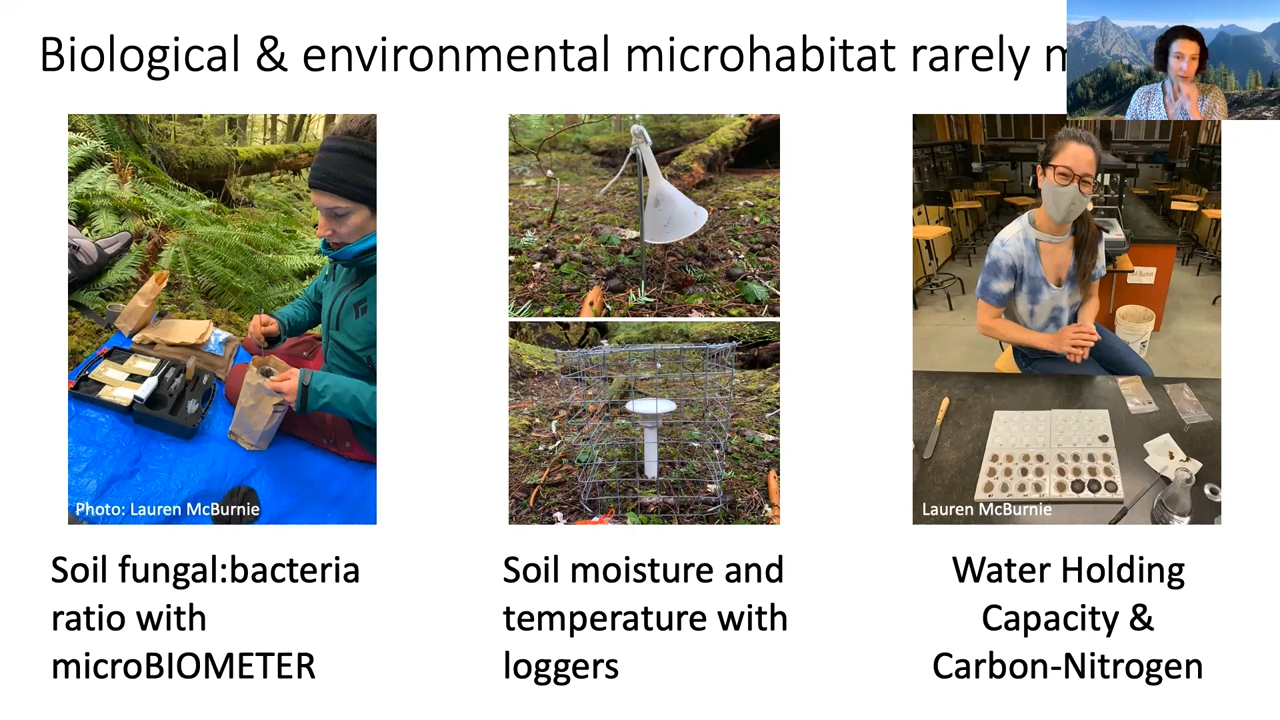 Biological & environmental microhabitat rarely
Photo: Lauren McBurnie
Lauren McBurnie
Soil fungal:bacteria
ratio with
microBIOMETER
Soil moisture and
temperature with
loggers
Water Holding
Capacity &
Carbon-Nitrogen